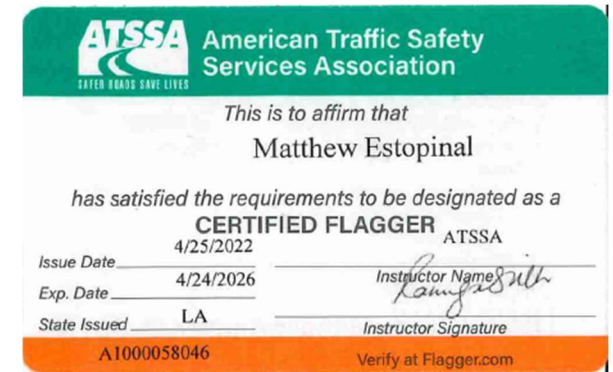 ATSSA
SAFER ROADS SAVE LIVES
American Traffic Safety
Services Association
This is to affirm that
Matthew Estopinal
has satisfied the requirements to be designated as a
CERTIFIED FLAGGER
Issue Date 4/25/2022
ATSSA
Instructor Name
Exp. Date 4/24/2026
State Issued LA
Instructor Signature
A1000058046
Verify at Flagger.com